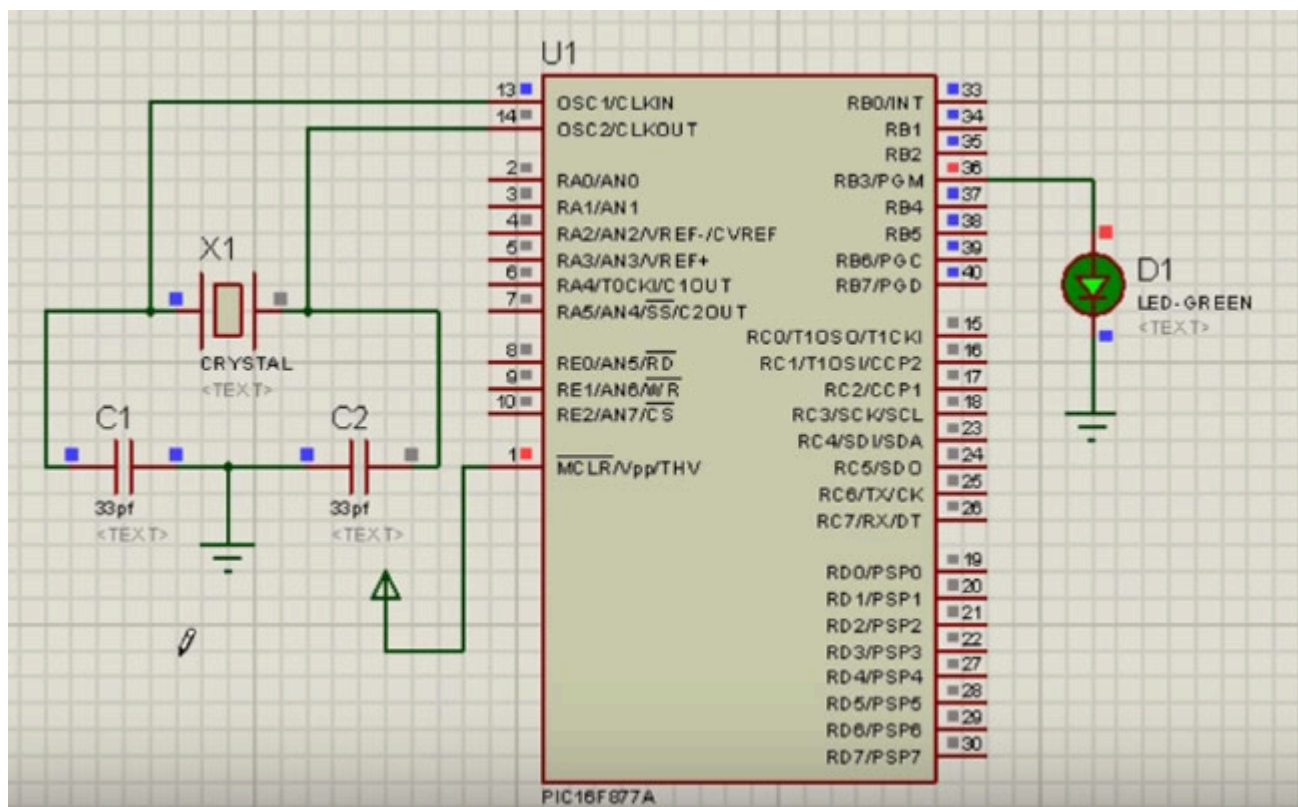 U1
13
OSC1/CLKIN
14
OSC2/CLKOUT
2
RA0/AN0
3
RA1/AN1
4
RA2/AN2/VREF-/CVREF
5
RA3/AN3/VREF+
6
RA4/T0CKI/C1OUT
7
RA5/AN4/SS/C2OUT
8
RE0/AN5/RD
9
RE1/AN6/WR
10
RE2/AN7/CS
1
MCLR/Vpp/THV
RB0/INT
33
RB1
34
RB2
35
RB3/PGM
36
RB4
37
RB5
38
RB6/PGC
39
RB7/PGD
40
RC0/T1OSO/T1CKI
15
RC1/T1OSI/CCP2
16
RC2/CCP1
17
RC3/SCK/SCL
18
RC4/SDI/SDA
23
RC5/SDO
24
RC6/TX/CK
25
RC7/RX/DT
26
RD0/PSP0
19
RD1/PSP1
20
RD2/PSP2
21
RD3/PSP3
22
RD4/PSP4
27
RD5/PSP5
28
RD6/PSP6
29
RD7/PSP7
30
PIC16F877A
X1
CRYSTAL
<TEXT>
C1
33pf
<TEXT>
C2
33pf
<TEXT>
D1
LED-GREEN
<TEXT>